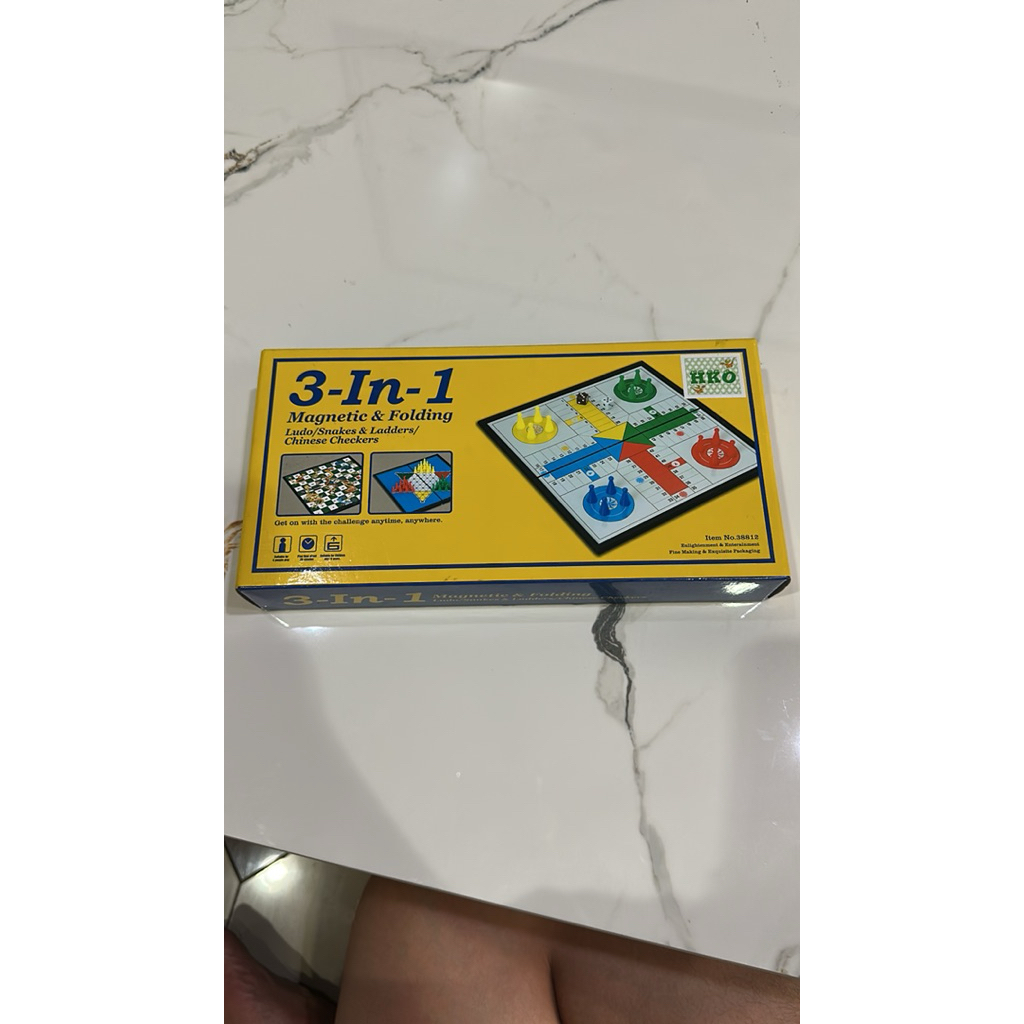 3-In-1
Magnetic & Folding
Ludo/Snakes & Ladders/
Chinese Checkers
HKO
Get on with the challenge anytime, anywhere.
Item No.38812
Enlightenment & Entertainment
Fine Making & Exquisite Packaging
3-In-1 Magnetic & Folding